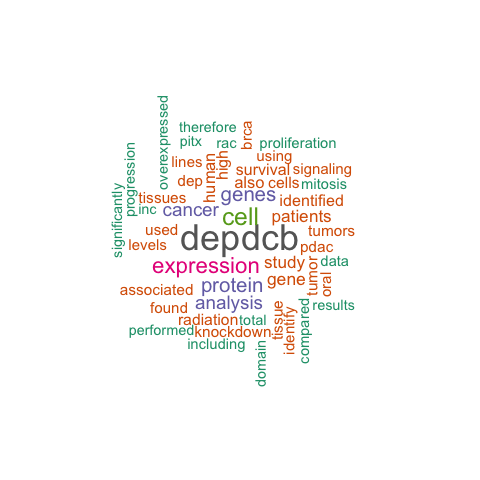 overexpressed
therefore
brca
pitx
rac
proliferation
progression
lines
human
high
using
survival
signaling
dep
also
cells
mitosis
significantly
tissues
genes
identified
inc
cancer
cell
patients
used
depdcb
tumors
levels
pdac
expression
study
data
protein
gene
tumor
oral
associated
analysis
found
results
radiation
total
tissue
identify
compared
performed
knockdown
including
domain